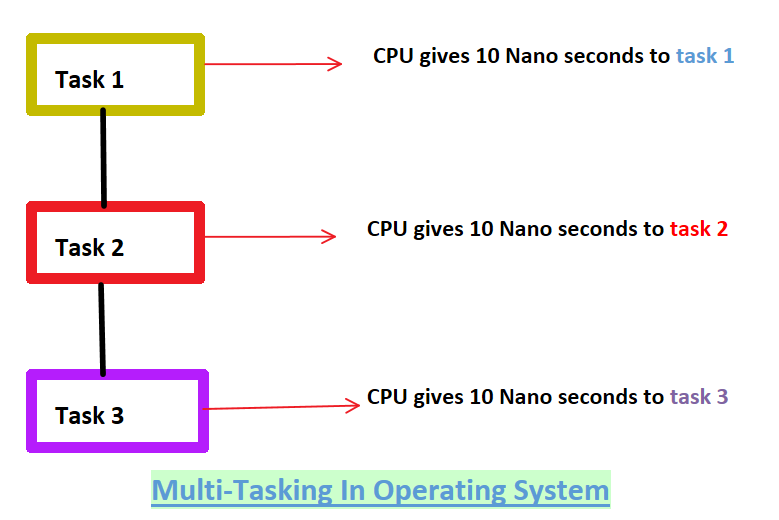 Task 1
CPU gives 10 Nano seconds to task 1
Task 2
CPU gives 10 Nano seconds to task 2
Task 3
CPU gives 10 Nano seconds to task 3
Multi-Tasking In Operating System